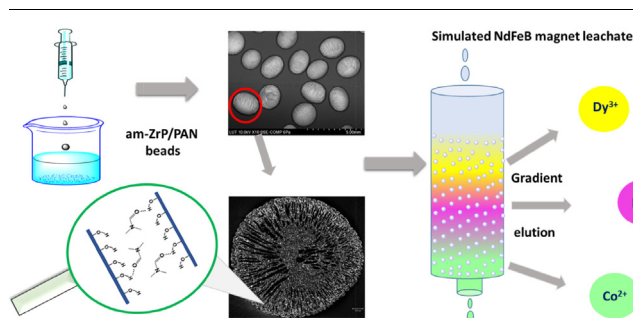 Simulated NdFeB magnet leachate
am-ZrP/PAN
beads
Dy³⁺
Gradient
elution
Co²⁺